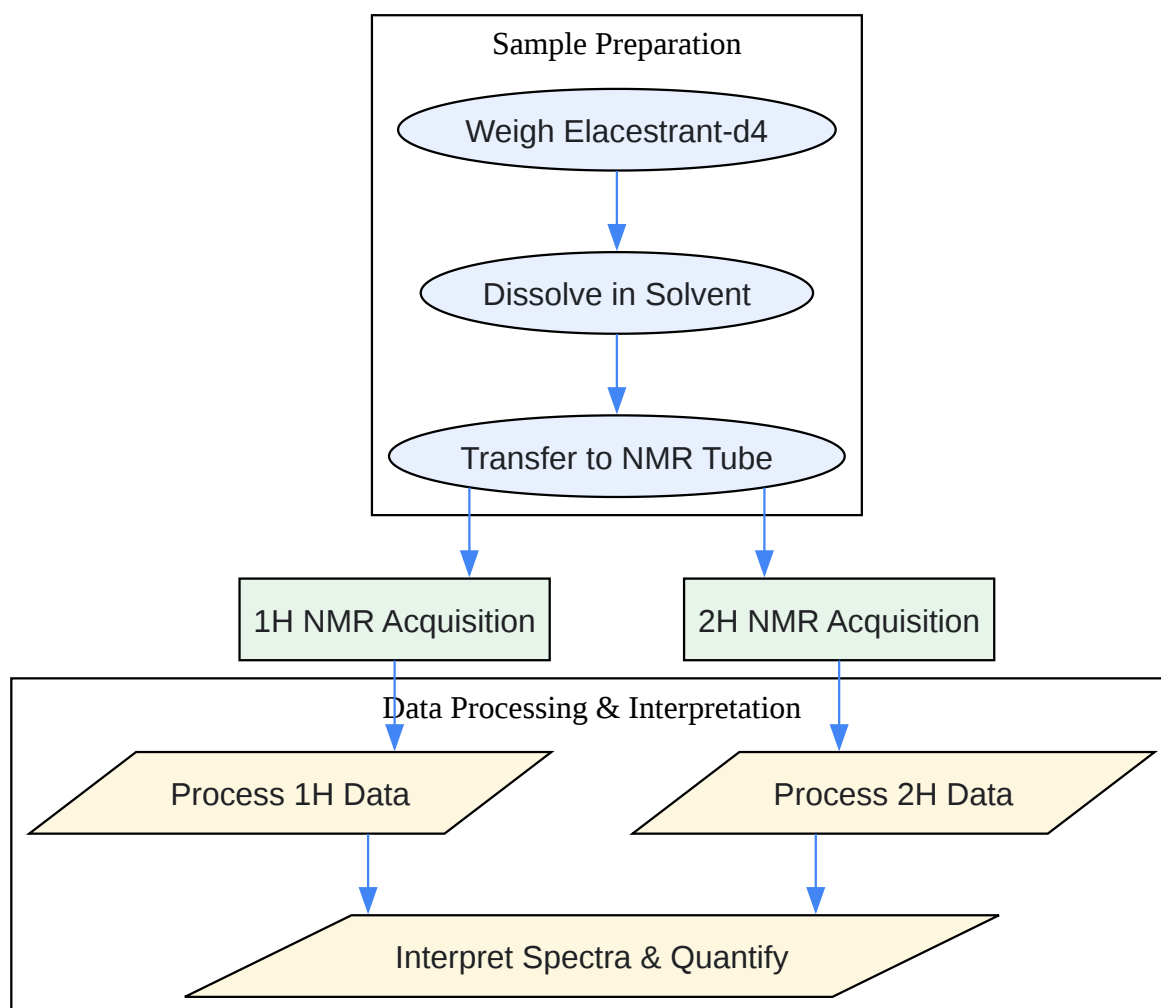 Sample Preparation
Weigh Elacestrant-d4
Dissolve in Solvent
Transfer to NMR Tube
1H NMR Acquisition
2H NMR Acquisition
Data Processing & Interpretation
Process 1H Data
Process 2H Data
Interpret Spectra & Quantify